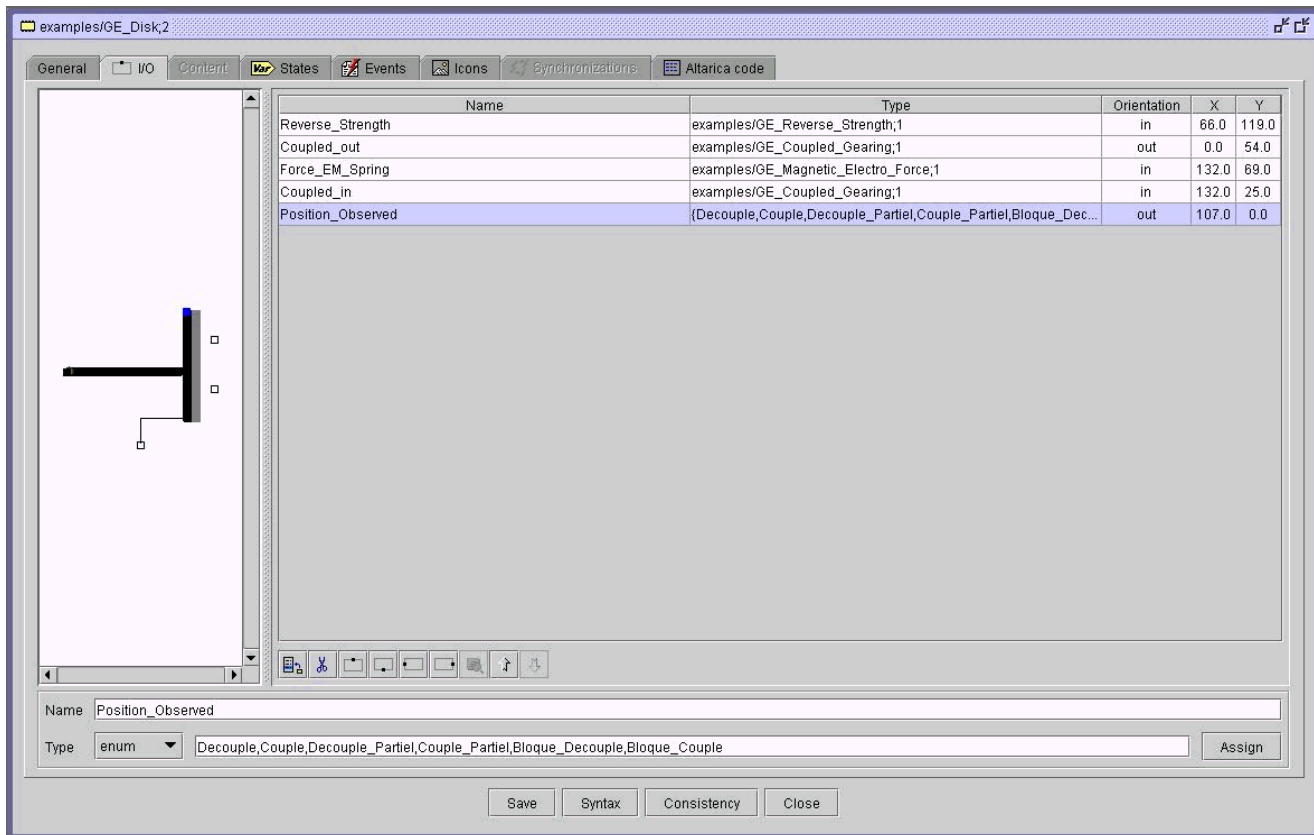 examples/GE_Disk;2
General I/O Content Var States Events Icons Synchronizations Altarica code
Name Type Orientation X Y
Reverse_Strength examples/GE_Reverse_Strength;1 in 66.0 119.0
Coupled_out examples/GE_Coupled_Gearing;1 out 0.0 54.0
Force_EM_Spring examples/GE_Magnetic_Electro_Force;1 in 132.0 69.0
Coupled_in examples/GE_Coupled_Gearing;1 in 132.0 25.0
Position_Observed {Decouple,Couple,Decouple_Partiel,Couple_Partiel,Bloque_Dec... out 107.0 0.0
Name Position_Observed
Type enum Decouple,Couple,Decouple_Partiel,Couple_Partiel,Bloque_Decouple,Bloque_Couple Assign
Save Syntax Consistency Close